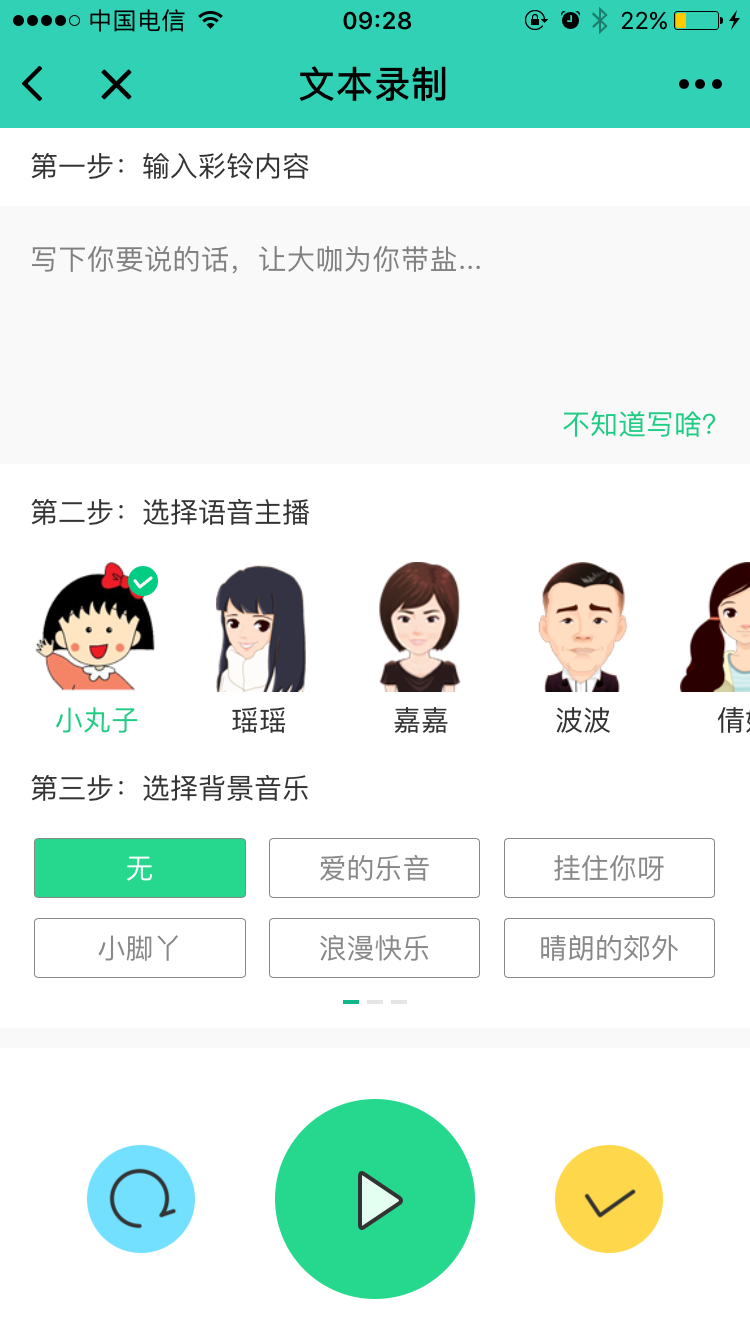 中国电信 09:28 22%
文本录制
第一步：输入彩铃内容
写下你要说的话，让大咖为你带盐...
不知道写啥?
第二步：选择语音主播
小丸子 瑶瑶 嘉嘉 波波 倩
第三步：选择背景音乐
无 爱的乐音 挂住你呀
小脚丫 浪漫快乐 晴朗的郊外